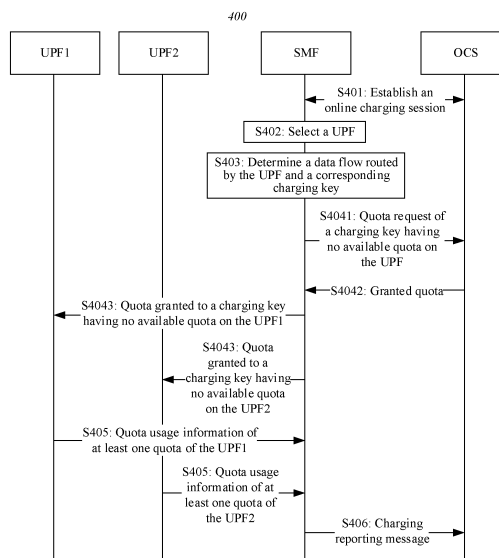 400
UPF1
UPF2
SMF
OCS
S401: Establish an
online charging session
S402: Select a UPF
S403: Determine a data flow routed
by the UPF and a corresponding
charging key
S4041: Quota request of
a charging key having
no available quota on
the UPF
S4042: Granted quota
S4043: Quota granted to a charging key
having no available quota on the UPF1
S4043: Quota
granted to a
charging key having
no available quota
on the UPF2
S405: Quota usage information of
at least one quota of the UPF1
S405: Quota usage
information of at
least one quota of
the UPF2
S406: Charging
reporting message